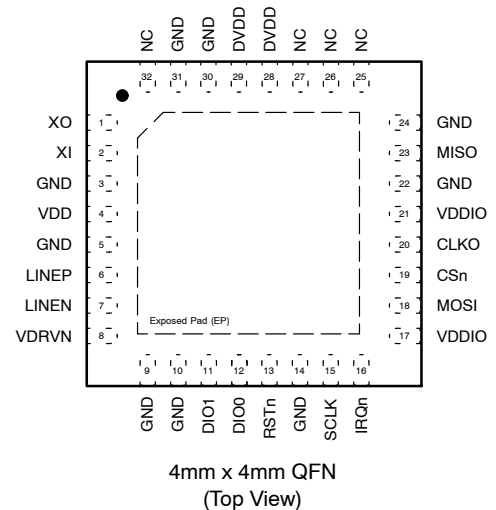 NC GND GND DVDD DVDD NC NC NC
32 31 30 29 28 27 26 25
XO 1 24 GND
XI 2 23 MISO
GND 3 22 GND
VDD 4 21 VDDIO
GND 5 20 CLKO
LINEP 6 19 CSn
LINEN 7 18 MOSI
VDRVN 8 17 VDDIO
Exposed Pad (EP)
9 10 11 12 13 14 15 16
GND GND DIO1 DIO0 RSTn GND SCLK IRQn
4mm x 4mm QFN
(Top View)